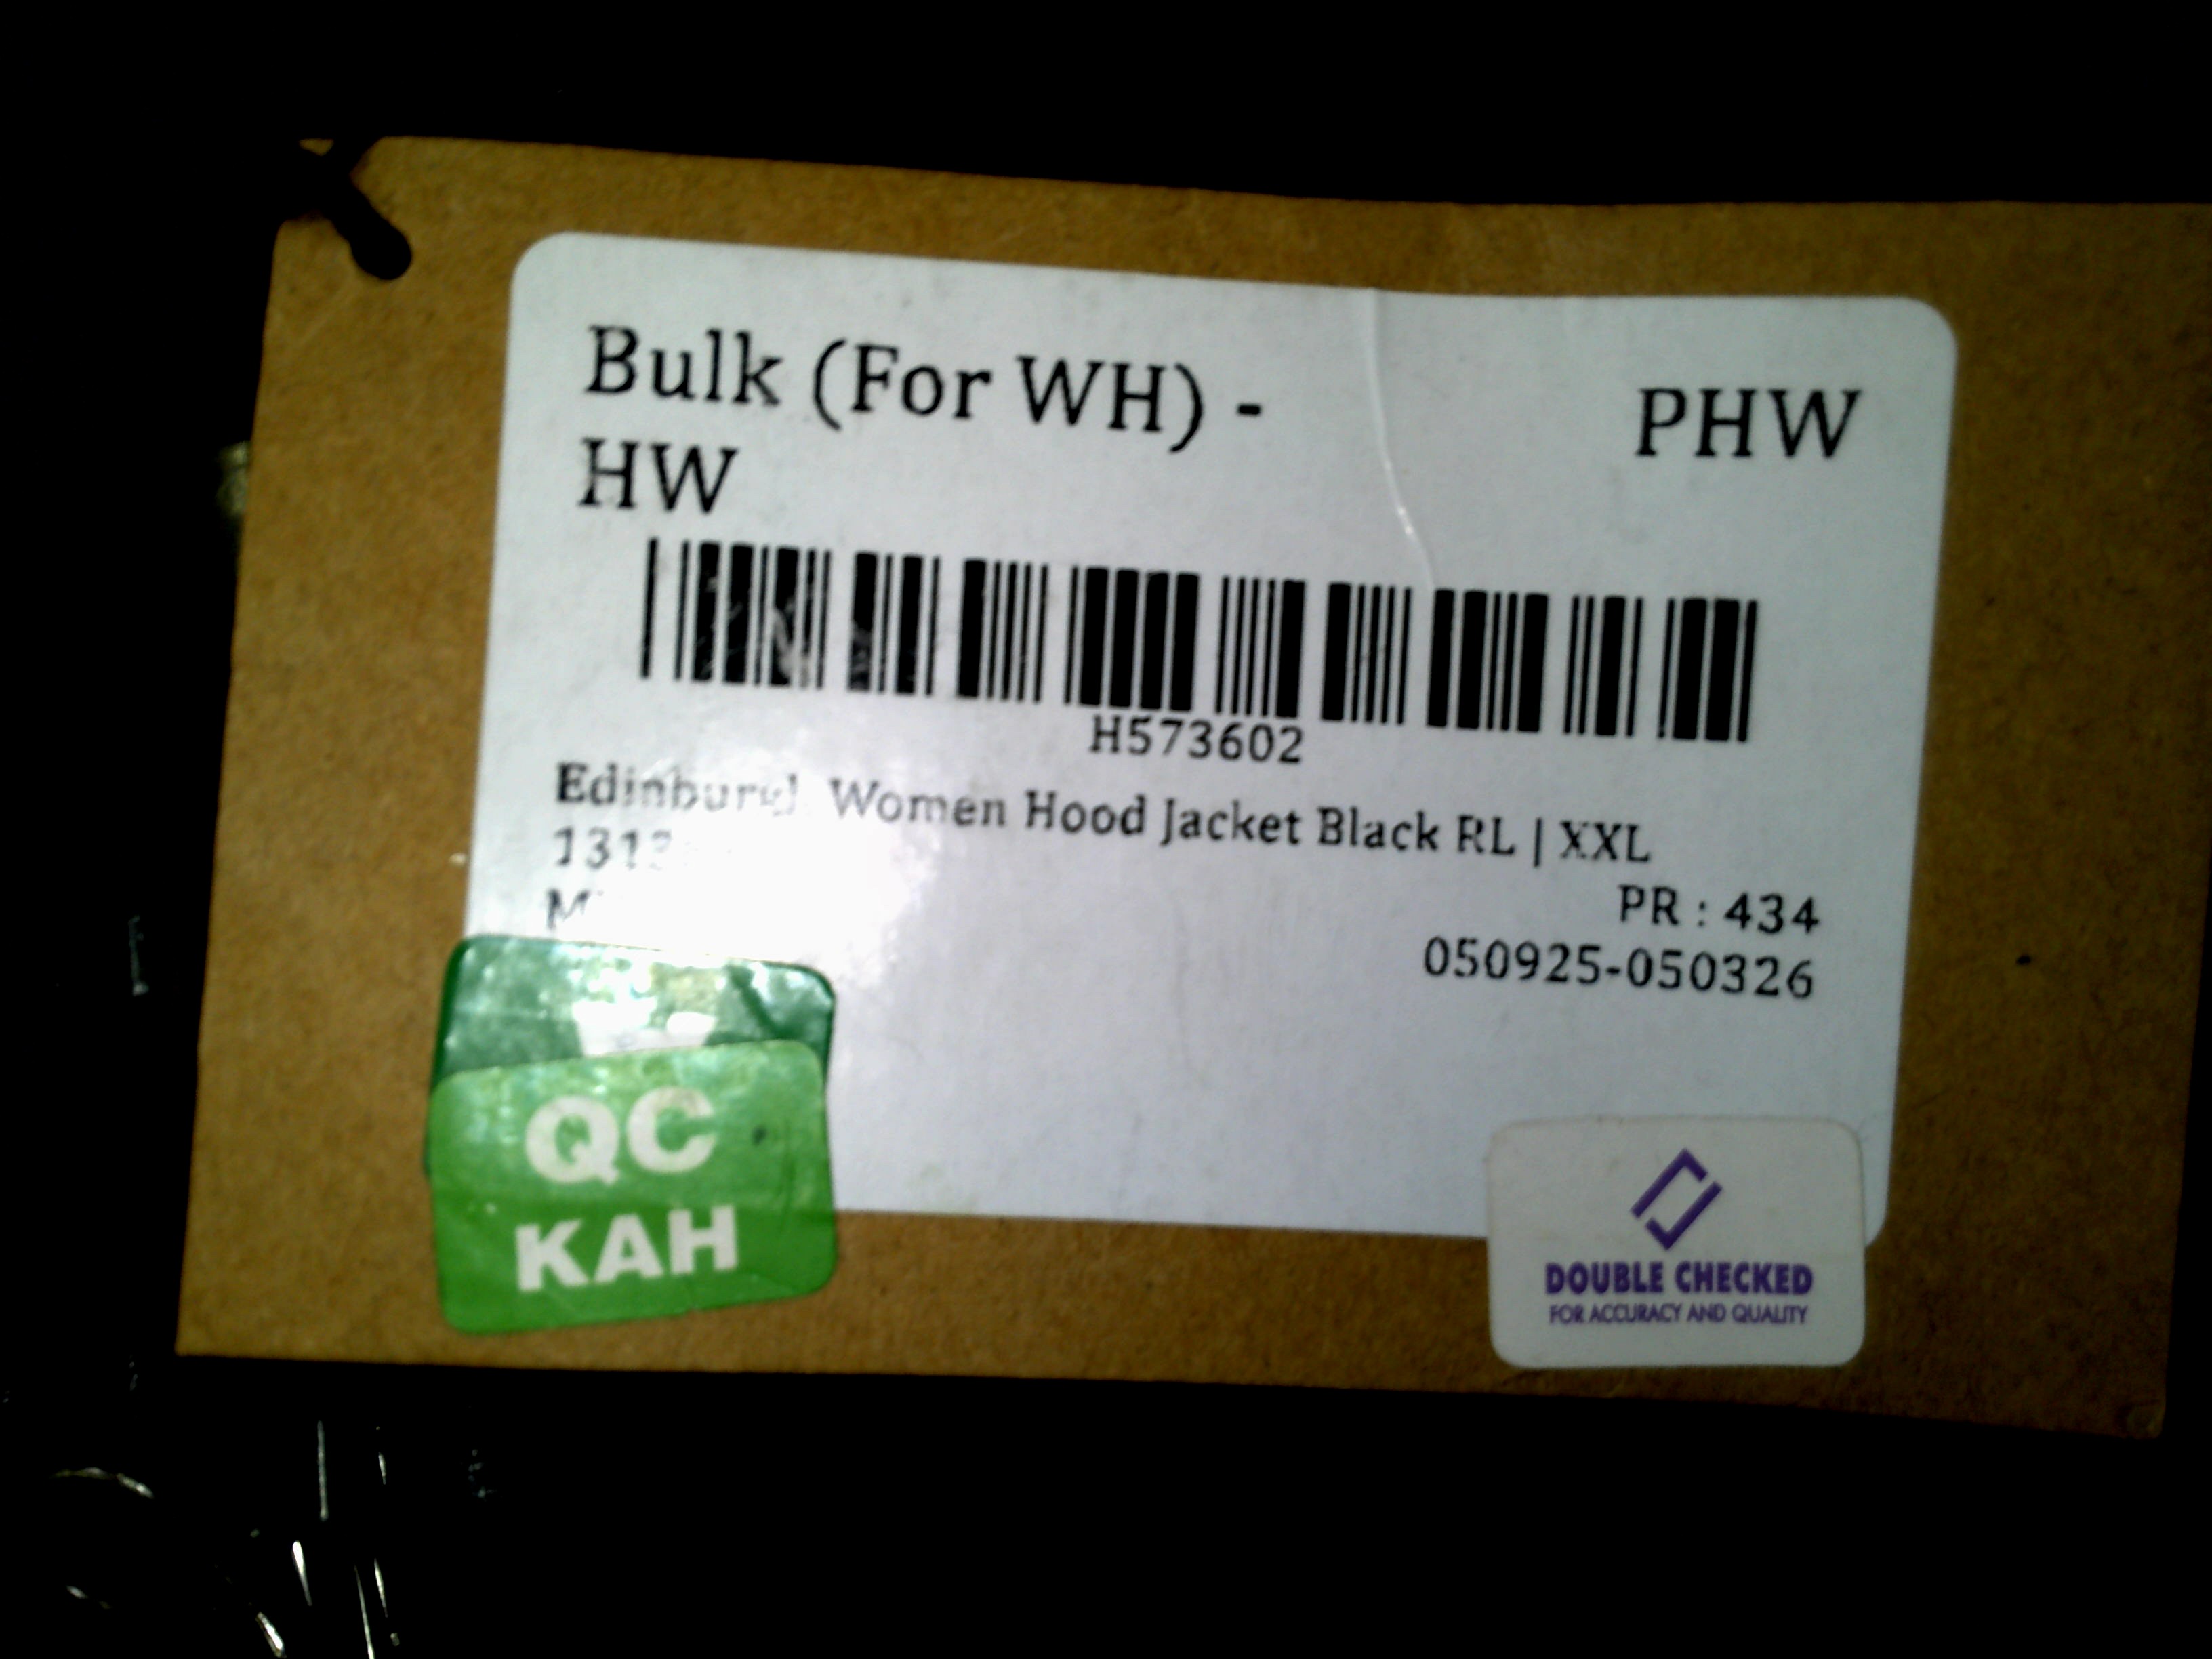 Bulk (For WH) - PHW
HW
H573602
Women Hood Jacket Black RL | XXL
PR : 434
050925-050326
QC
KAH
DOUBLE CHECKED
FOR ACCURACY AND QUALITY